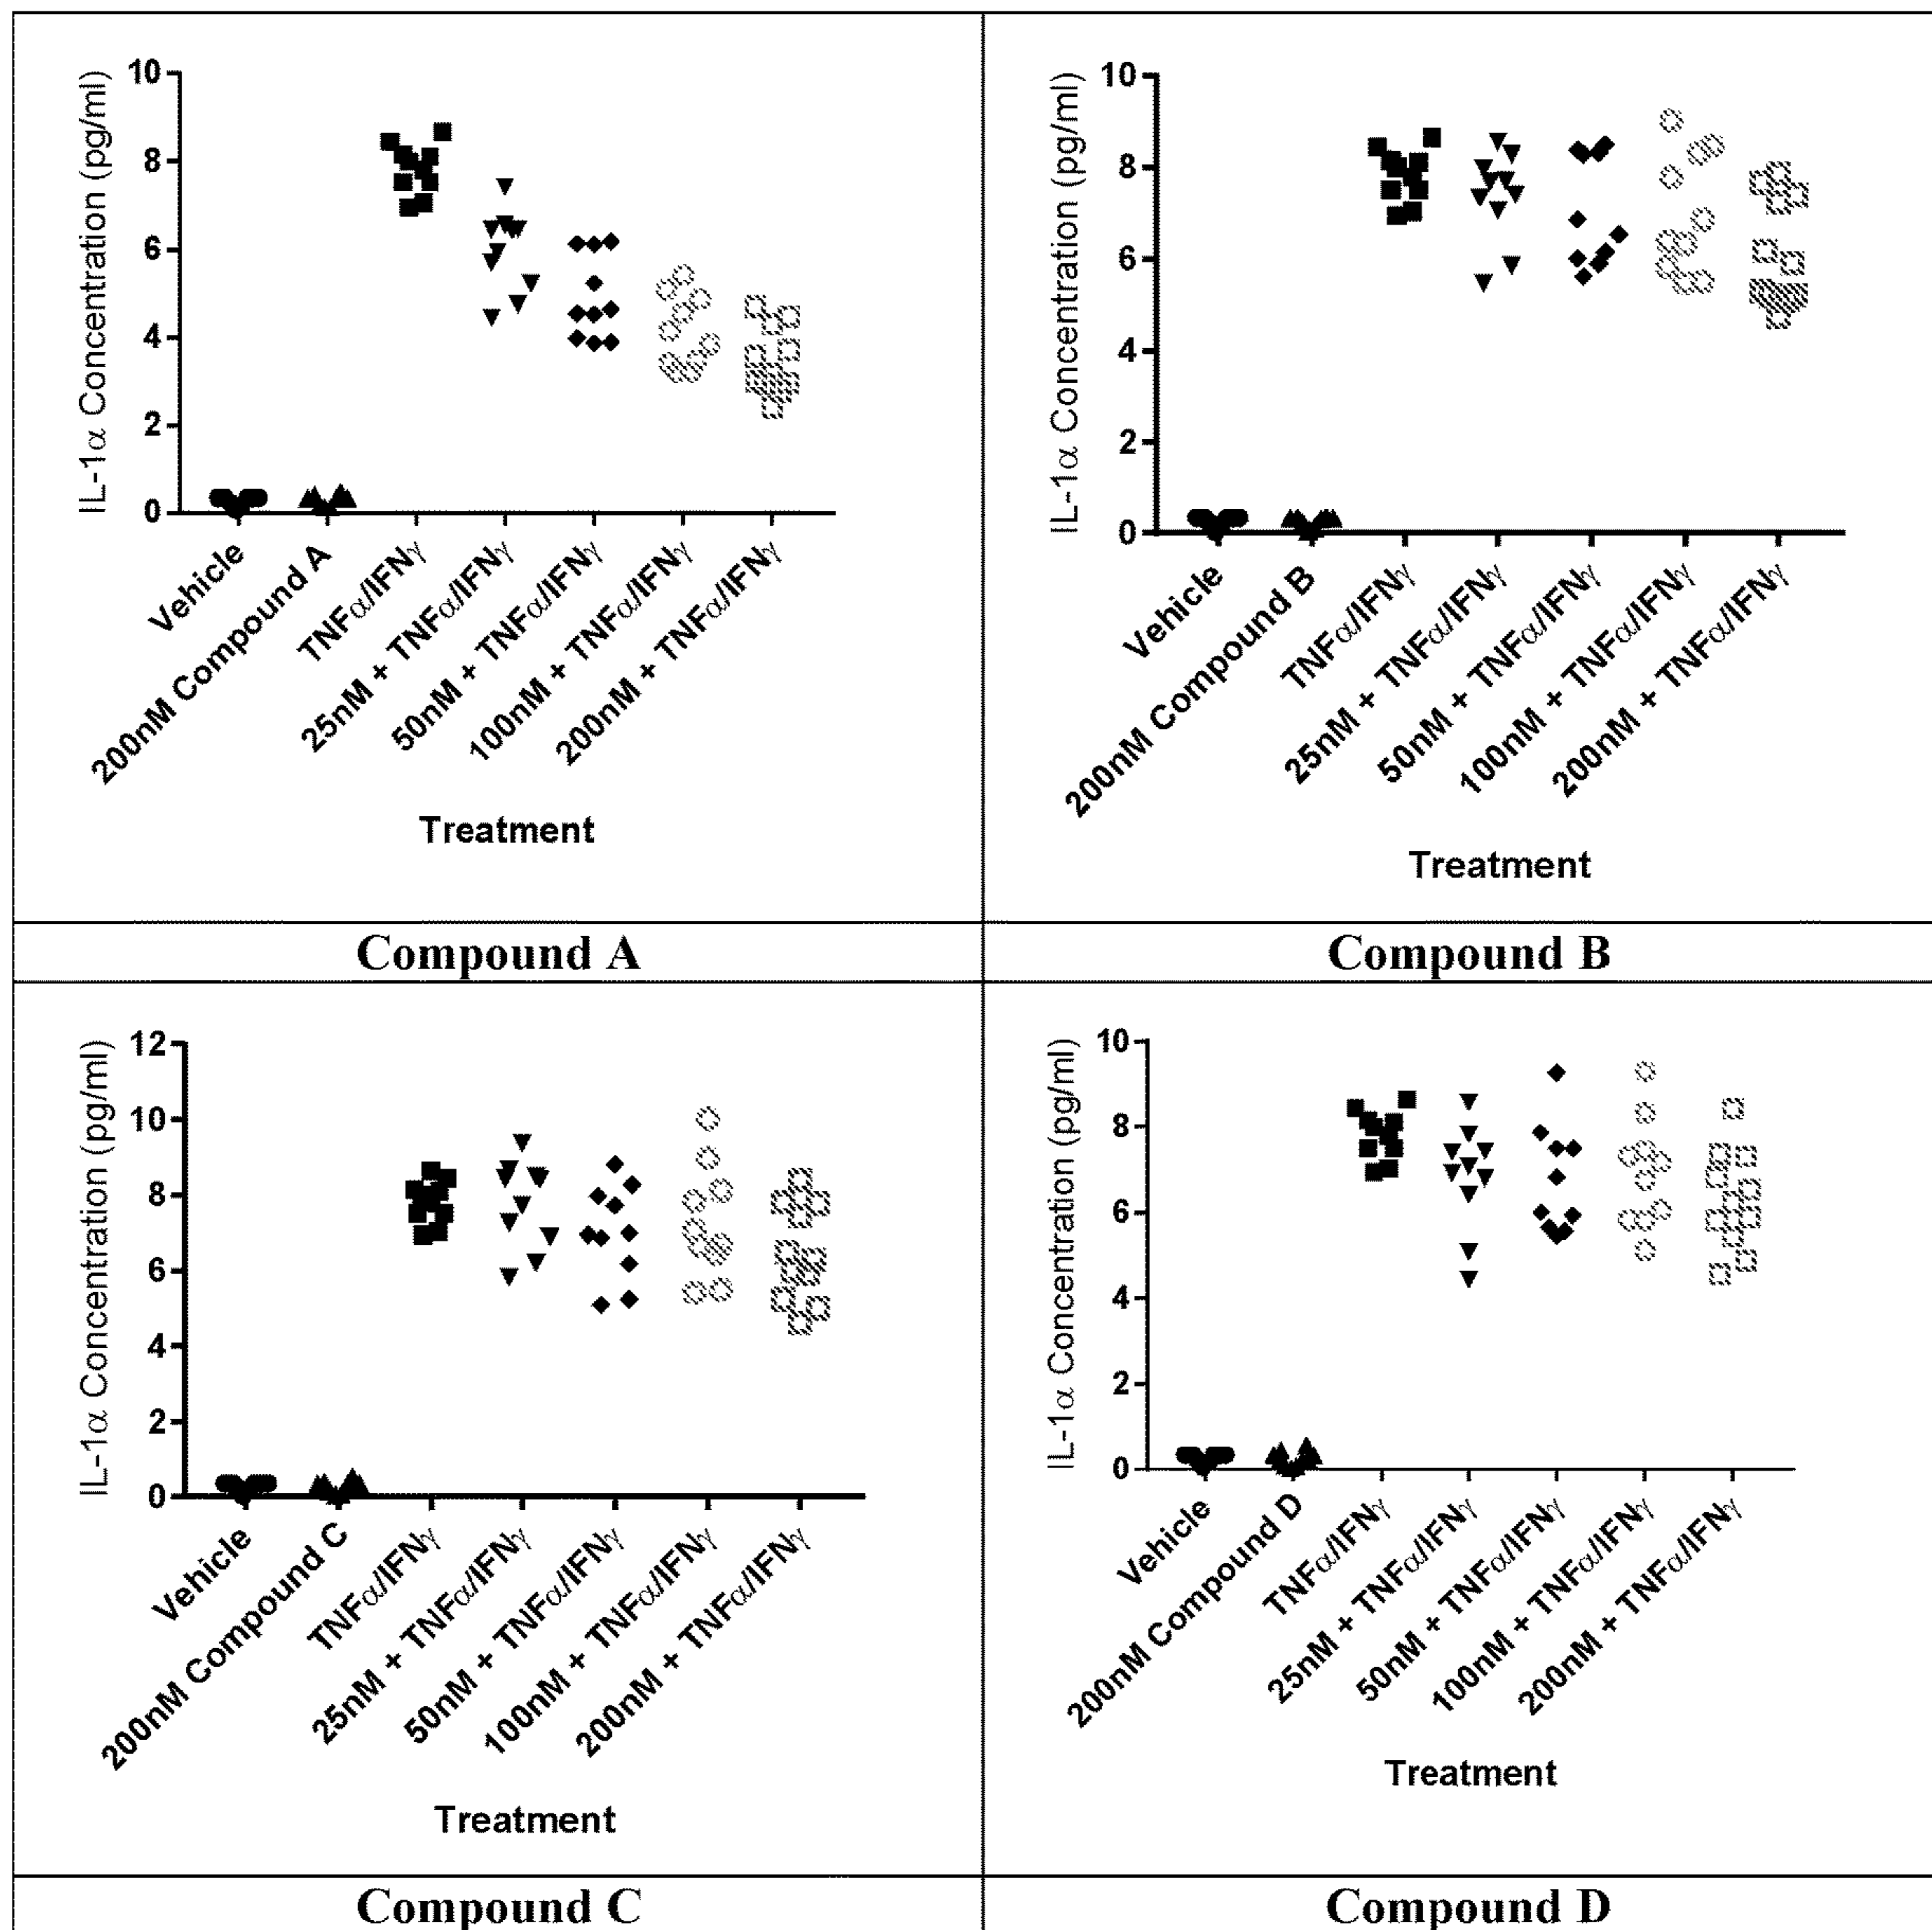 IL-1α Concentration (pg/ml)
10
8
6
4
2
0
Vehicle
200nM Compound A
TNFα/IFNγ
25nM + TNFα/IFNγ
50nM + TNFα/IFNγ
100nM + TNFα/IFNγ
200nM + TNFα/IFNγ
Treatment
IL-1α Concentration (pg/ml)
10
8
6
4
2
0
Vehicle
200nM Compound B
TNFα/IFNγ
25nM + TNFα/IFNγ
50nM + TNFα/IFNγ
100nM + TNFα/IFNγ
200nM + TNFα/IFNγ
Treatment
Compound A
Compound B
IL-1α Concentration (pg/ml)
12
10
8
6
4
2
0
Vehicle
200nM Compound C
TNFα/IFNγ
25nM + TNFα/IFNγ
50nM + TNFα/IFNγ
100nM + TNFα/IFNγ
200nM + TNFα/IFNγ
Treatment
IL-1α Concentration (pg/ml)
10
8
6
4
2
0
Vehicle
200nM Compound D
TNFα/IFNγ
25nM + TNFα/IFNγ
50nM + TNFα/IFNγ
100nM + TNFα/IFNγ
200nM + TNFα/IFNγ
Treatment
Compound C
Compound D